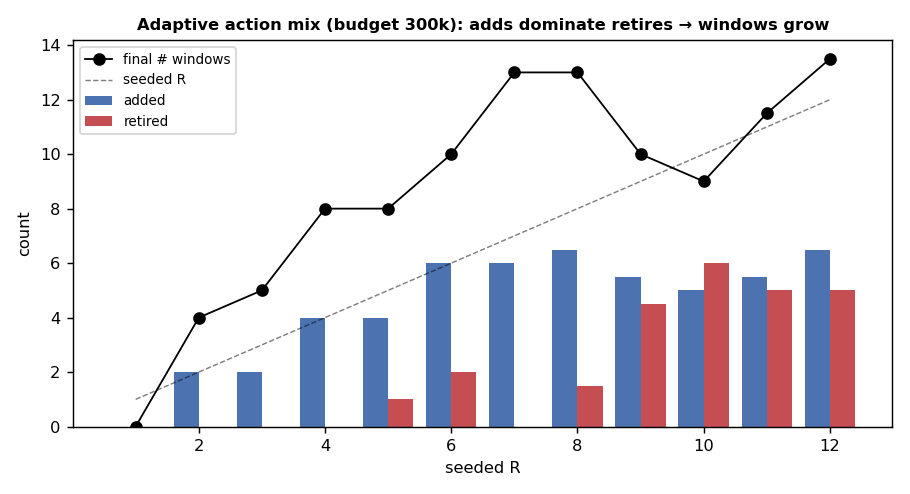 Adaptive action mix (budget 300k): adds dominate retires → windows grow
final # windows
seeded R
added
retired
count
14
12
10
8
6
4
2
0
2 4 6 8 10 12
seeded R